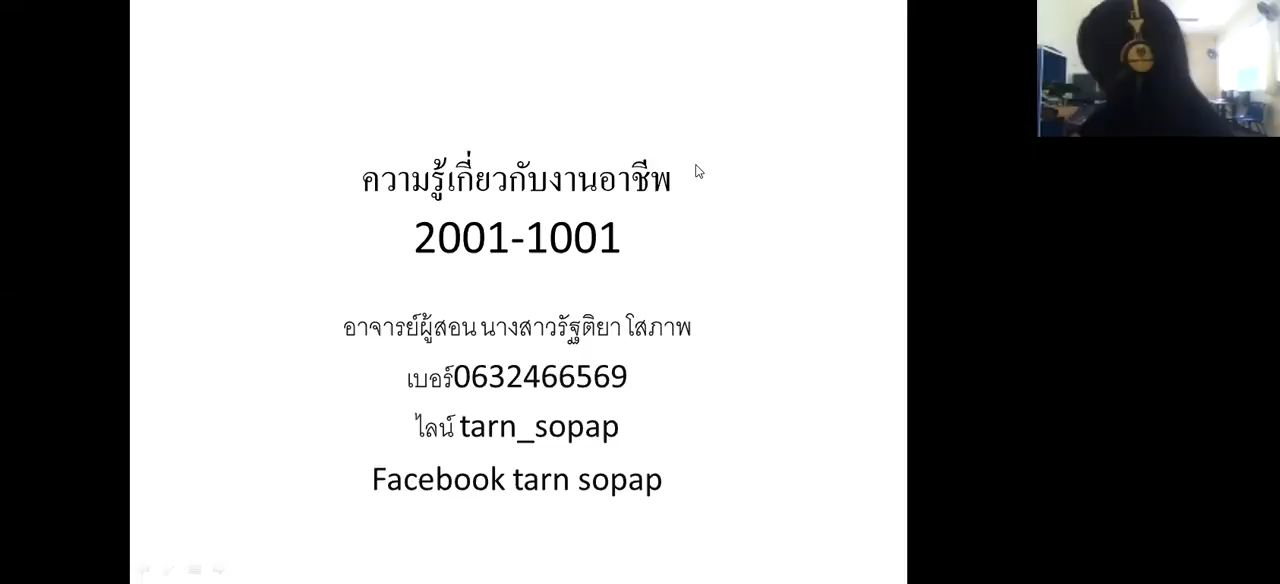 ความรู้เกี่ยวกับงานอาชีพ
2001-1001
อาจารย์ผู้สอน นางสาวรัฐติยา โสภาพ
เบอร์0632466569
ไลน์ tarn_sopap
Facebook tarn sopap